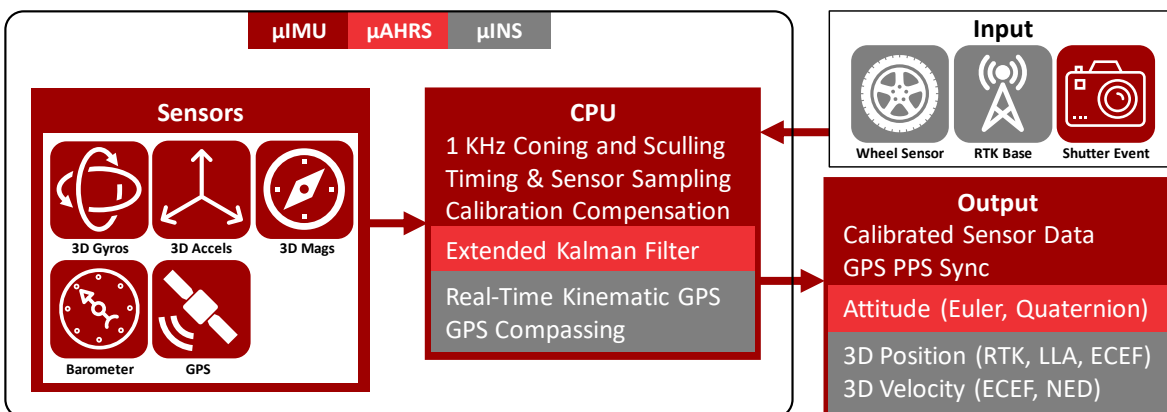 µIMU µAHRS µINS
Sensors
3D Gyros 3D Accels 3D Mags
Barometer GPS
CPU
1 KHz Coning and Sculling
Timing & Sensor Sampling
Calibration Compensation
Extended Kalman Filter
Real-Time Kinematic GPS
GPS Compassing
Input
Wheel Sensor RTK Base Shutter Event
Output
Calibrated Sensor Data
GPS PPS Sync
Attitude (Euler, Quaternion)
3D Position (RTK, LLA, ECEF)
3D Velocity (ECEF, NED)